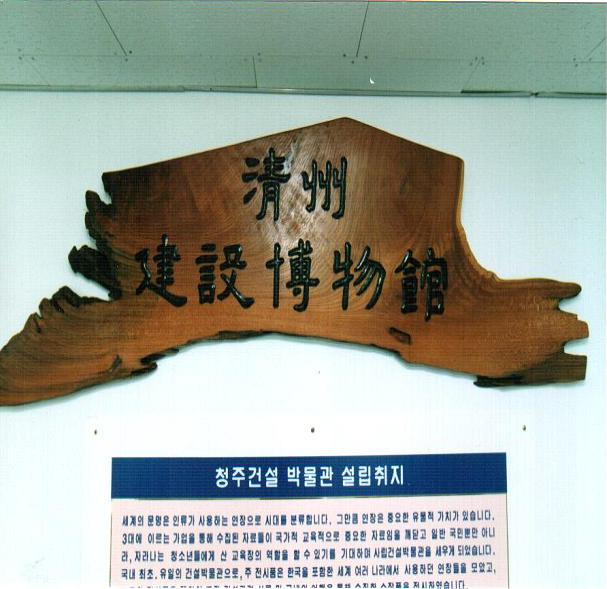 清州
建設博物館
청주건설 박물관 설립취지
세계의 문명은 인류가 사용하는 연장으로 시대를 분류합니다. 그만큼 연장은 중요한 유물적 가치가 있습니다.
3대에 이르는 가업을 통해 수집된 자료들이 국가적 교육적으로 중요한 자료임을 깨닫고 일반 국민뿐만 아니
라, 자라나는 청소년들에게 산 교육장의 역할을 할 수 있기를 기대하며 사립건설박물관을 세우게 되었습니다.
국내 최초, 유일의 건설박물관으로, 주 전시품은 한국을 포함한 세계 여러 나라에서 사용하던 연장들을 모았고,